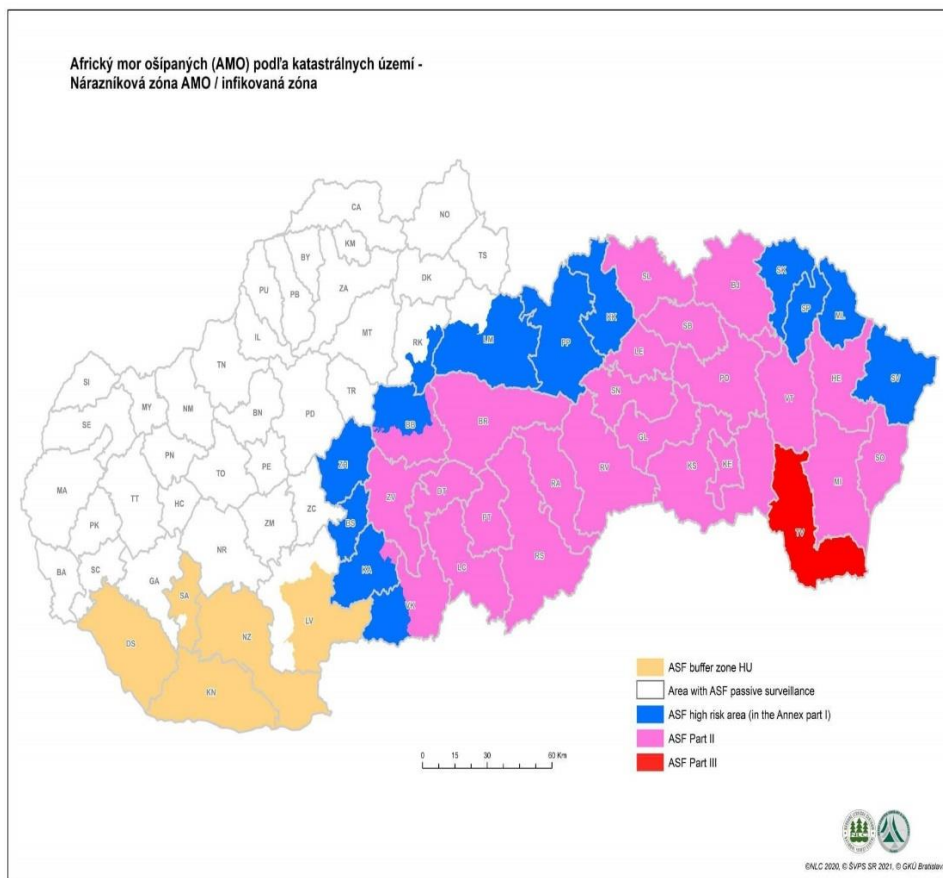 Africký mor ošípaných (AMO) podľa katastrálnych území -
Nárazníková zóna AMO / infikovaná zóna
CA
NO
KM
BY
TS
PU
PB
ZA
DK
IL
MT
RK
TN
TR
SI
MY
NM
BN
PD
SE
PN
PE
TO
MA
TT
HC
ZM
ZC
PK
NR
BA
SC
GA
SA
LV
DS
NZ
KN
LM
PP
KK
BB
ZH
BS
KA
VK
SL
BJ
SB
LE
PO
SN
GL
BR
ZV
DT
PT
RA
RV
KS
KE
LC
RS
SK
SP
ML
HE
SV
VT
SO
MI
TV
ASF buffer zone HU
Area with ASF passive surveillance
ASF high risk area (in the Annex part I)
ASF Part II
ASF Part III
0 15 30 60 Km
©NLC 2020, © ŠVPS SR 2021, © GKÚ Bratislav